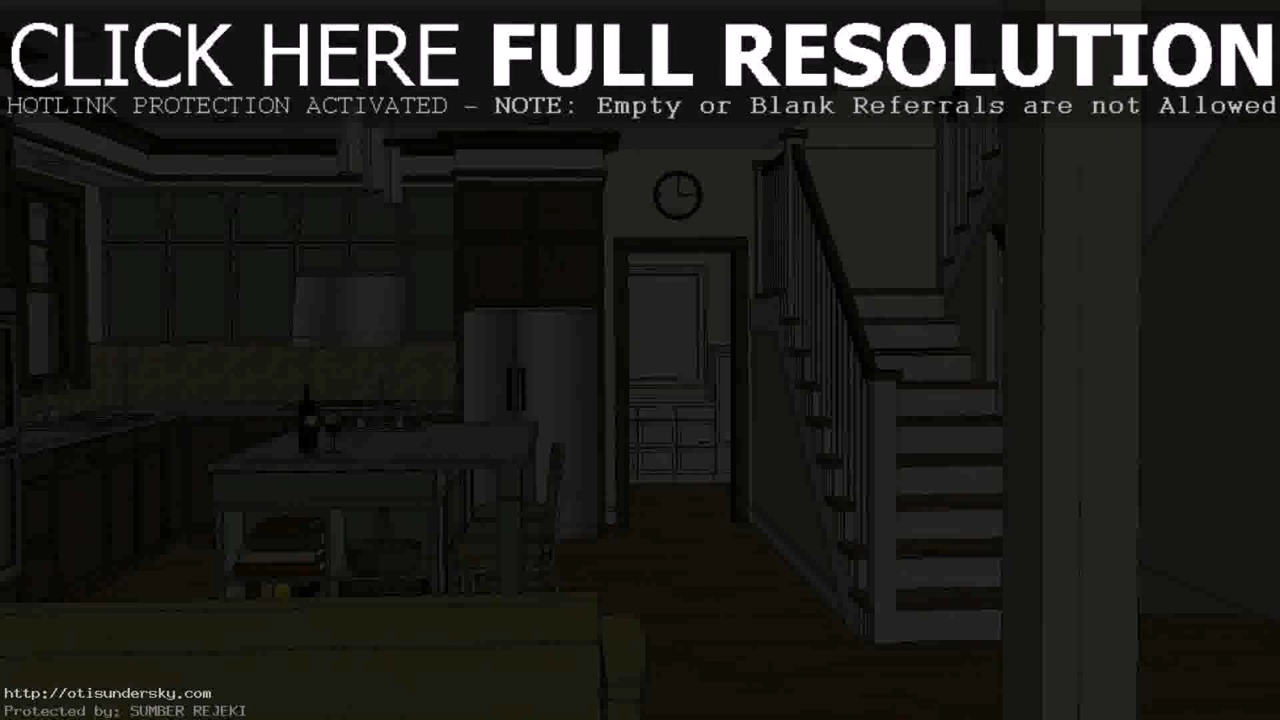 CLICK HERE FULL RESOLUTION
HOTLINK PROTECTION ACTIVATED - NOTE: Empty or Blank Referrals are not Allowed
http://otisundersky.com
Protected by: SUMBER REJEKI